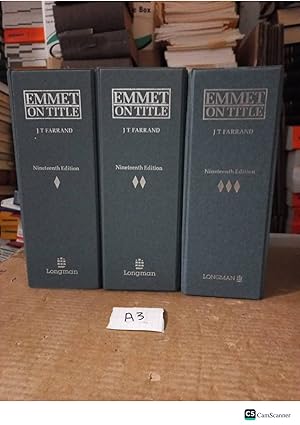 EMMET
ON TITLE
J T FARRAND
Nineteenth Edition
Longman
EMMET
ON TITLE
J T FARRAND
Nineteenth Edition
Longman
EMMET
ON TITLE
J T FARRAND
Nineteenth Edition
LONGMAN
A3
CS CamScanner